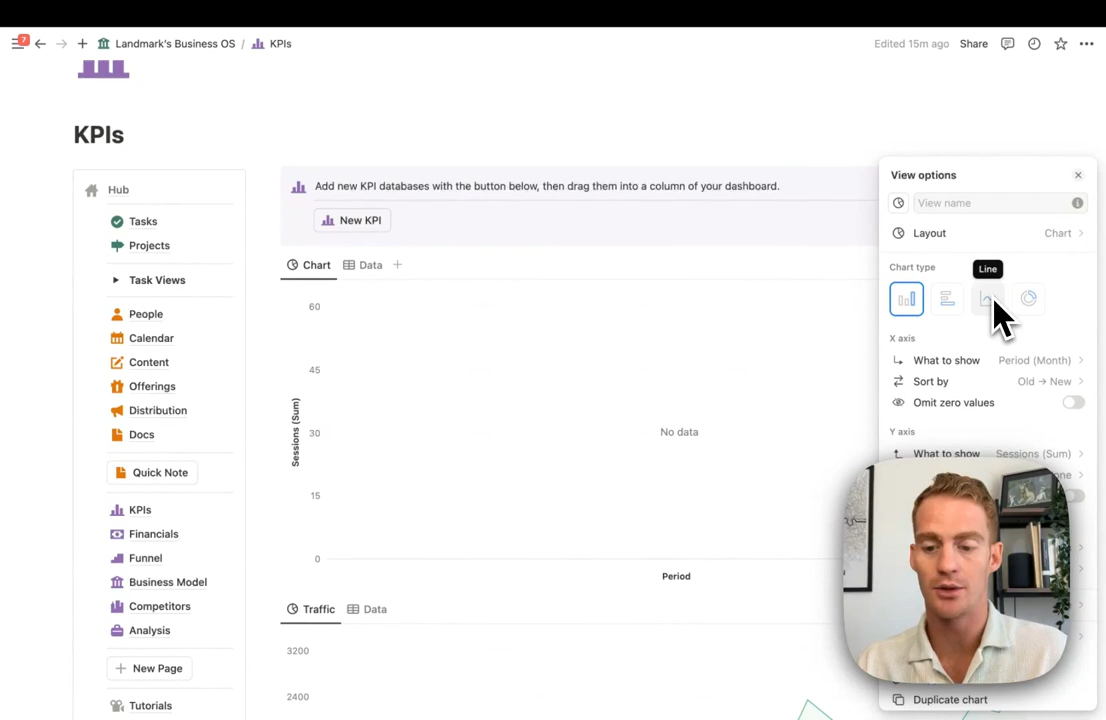 7
Landmark's Business OS / KPIs
Edited 15m ago
Share
KPIs
Hub
Tasks
Projects
Task Views
People
Calendar
Content
Offerings
Distribution
Docs
Quick Note
KPIs
Financials
Funnel
Business Model
Competitors
Analysis
New Page
Tutorials
Add new KPI databases with the button below, then drag them into a column of your dashboard.
New KPI
Chart Data
60
45
30
15
0
Sessions (Sum)
No data
Period
Traffic Data
3200
2400
View options
View name
Layout Chart
Chart type
Line
X axis
What to show Period (Month)
Sort by Old → New
Omit zero values
Y axis
What to show Sessions (Sum)
Duplicate chart